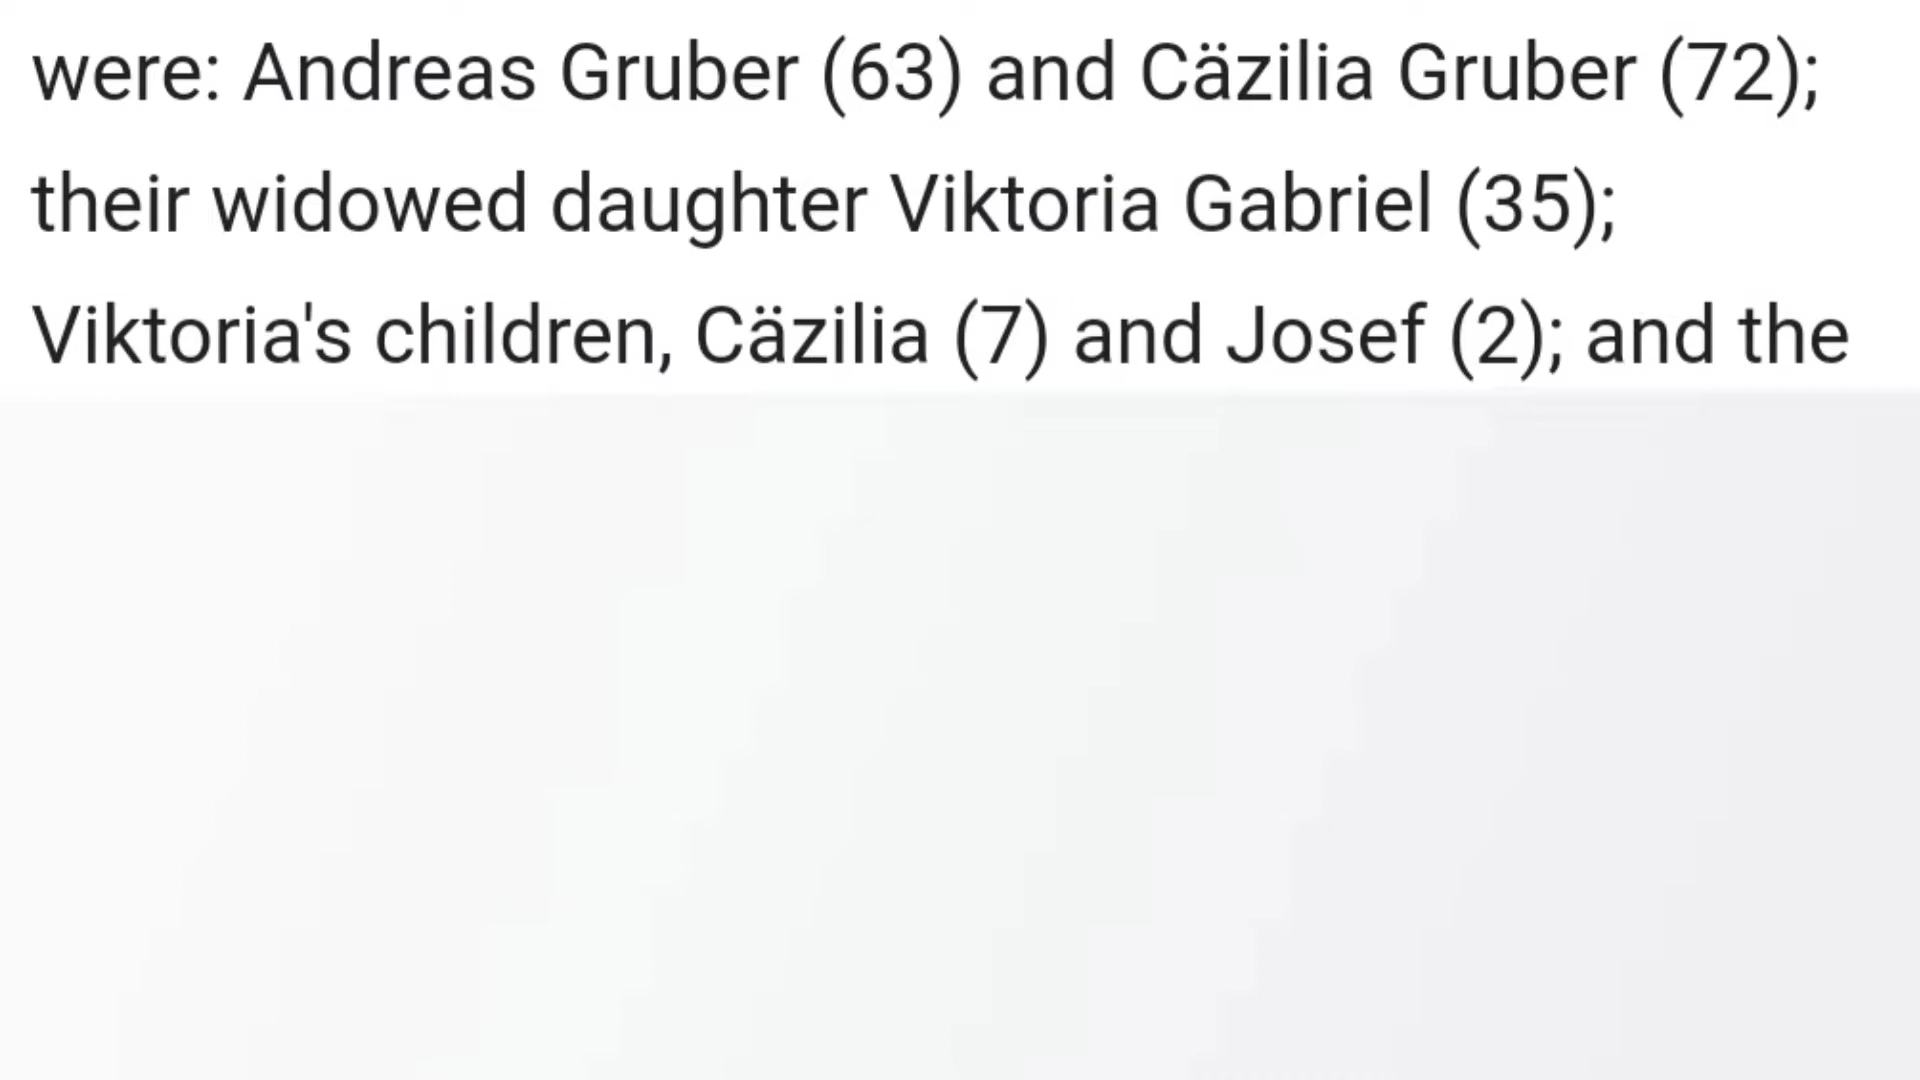 were: Andreas Gruber (63) and Cäzilia Gruber (72);
their widowed daughter Viktoria Gabriel (35);
Viktoria's children, Cäzilia (7) and Josef (2); and the